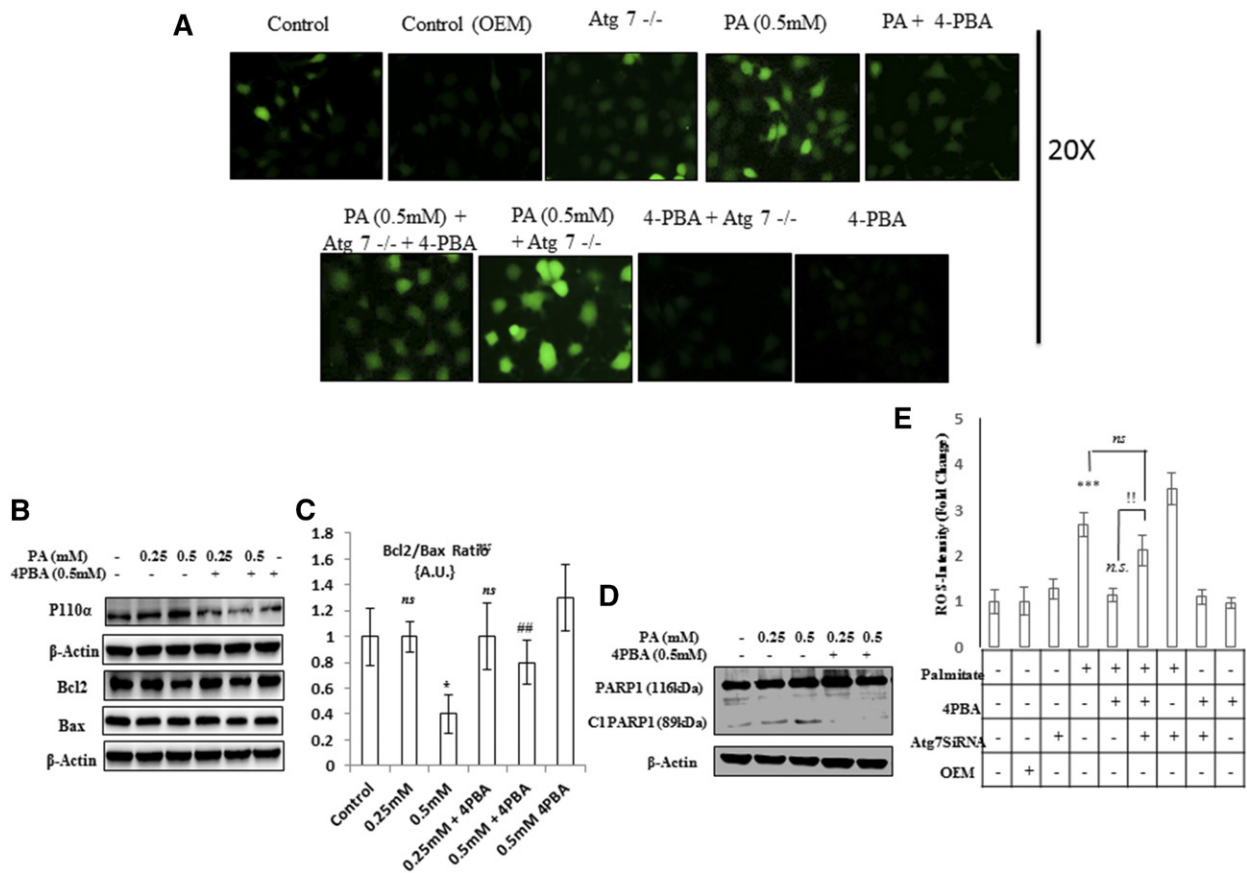 A
Control
Control (OEM)
Atg 7 -/-
PA (0.5mM)
PA + 4-PBA
20X
PA (0.5mM) +
Atg 7 -/- + 4-PBA
PA (0.5mM)
+ Atg 7 -/-
4-PBA + Atg 7 -/-
4-PBA
B
PA (mM) - 0.25 0.5 0.25 0.5 -
4PBA (0.5mM) - - - + + +
P110α
β-Actin
Bcl2
Bax
β-Actin
C
Bcl2/Bax Ratio
{A.U.}
1.8
1.6
1.4
1.2
1
0.8
0.6
0.4
0.2
0
ns
*
ns
##
Control
0.25mM
0.5mM
0.25mM + 4PBA
0.5mM + 4PBA
0.5mM 4PBA
D
PA (mM) - 0.25 0.5 0.25 0.5
4PBA (0.5mM) - - - + +
PARP1 (116kDa)
C1 PARP1 (89kDa)
β-Actin
E
ROS-Intensity (Fold Change)
5
4
3
2
1
0
ns
***
!!
n.s.
Palmitate - - - + + + + - -
4PBA - - - - + + - + +
Atg7SiRNA - - + - - + + + -
OEM - + - - - - - - -